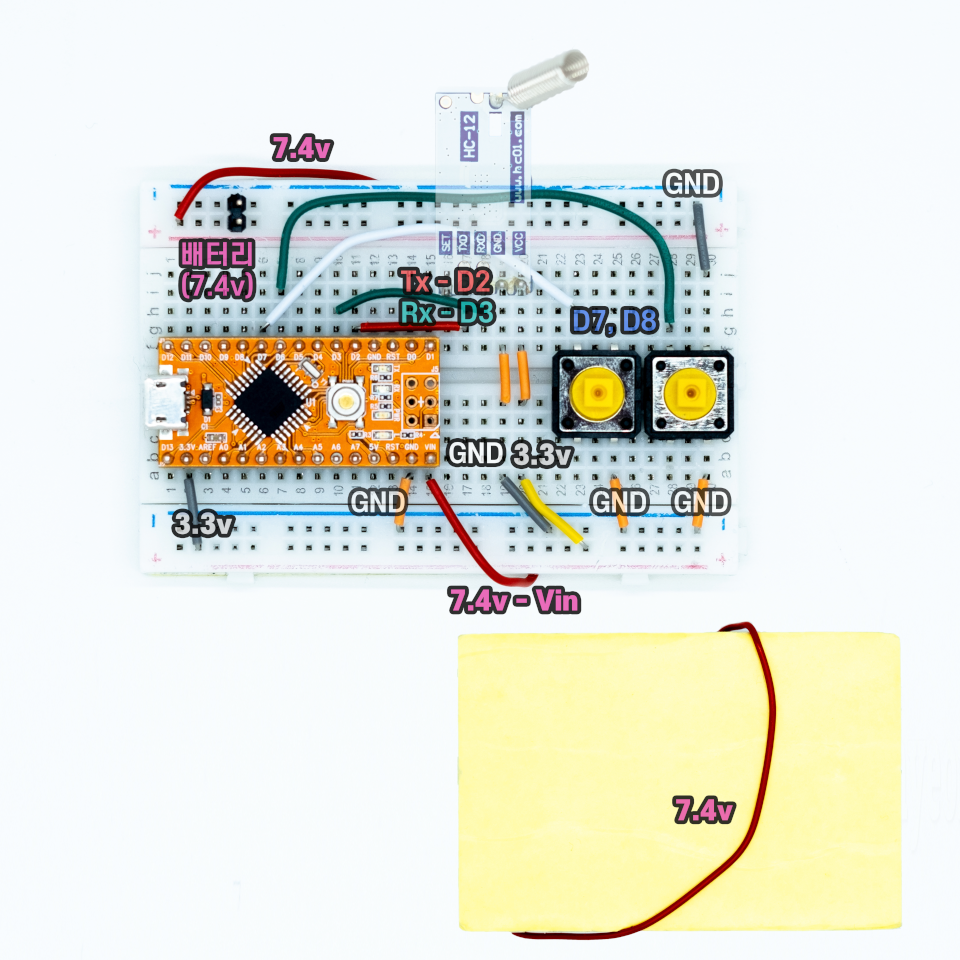 7.4v
GND
HC-12
www.hc01.com
SET
TXD
RXD
GND
VCC
배터리
(7.4v)
Tx - D2
Rx - D3
D7, D8
D12 D11 D10 D9 D8 D7 D6 D5 D4 D3 D2 GND RST D0 D1
U1
D13 3.3V AREF A0 A1 A2 A3 A4 A5 A6 A7 5V RST GND VIN
GND 3.3v
3.3v
GND
GND
GND
7.4v - Vin
7.4v